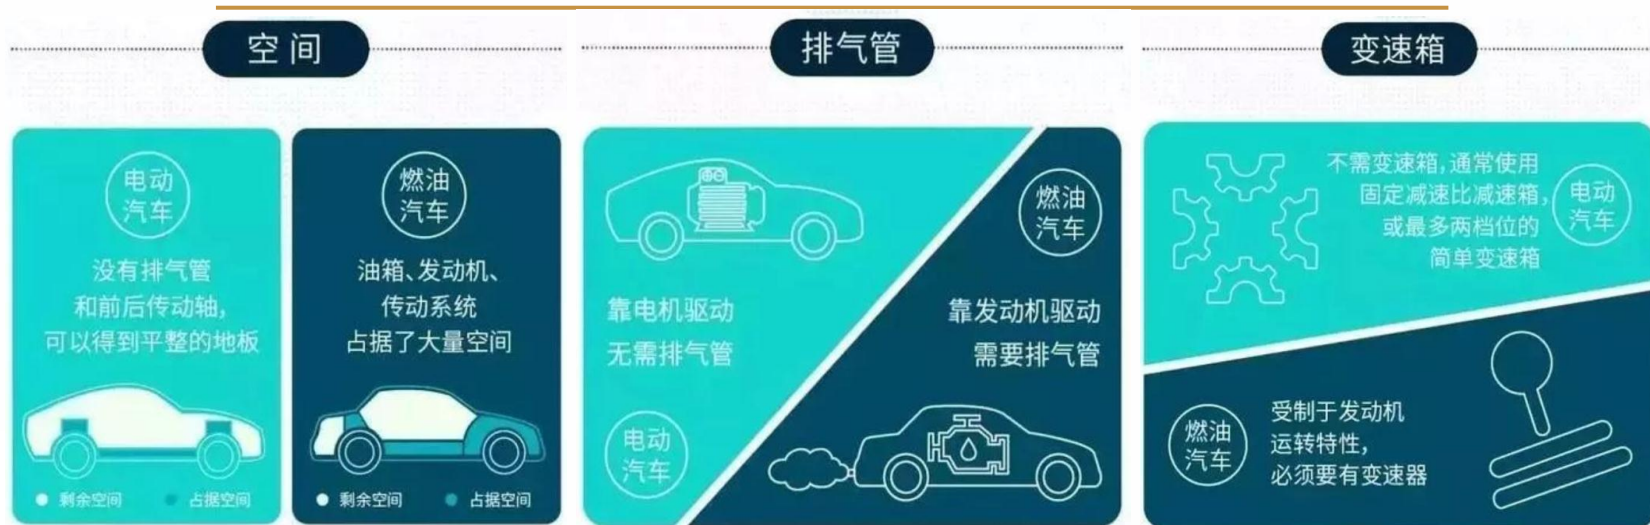 空间
电动
汽车
没有排气管
和前后传动轴,
可以得到平整的地板
剩余空间
占据空间
燃油
汽车
油箱、发动机、
传动系统
占据了大量空间
剩余空间
占据空间
排气管
靠电机驱动
无需排气管
电动
汽车
燃油
汽车
靠发动机驱动
需要排气管
变速箱
不需变速箱,通常使用
固定减速比减速箱,
或最多两档位的
简单变速箱
电动
汽车
燃油
汽车
受制于发动机
运转特性,
必须要有变速器